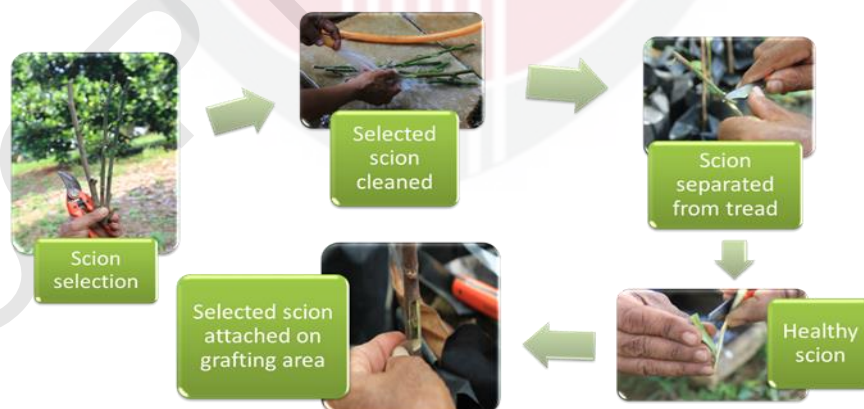 Scion
selection
Selected
scion
cleaned
Scion
separated
from tread
Healthy
scion
Selected scion
attached on
grafting area